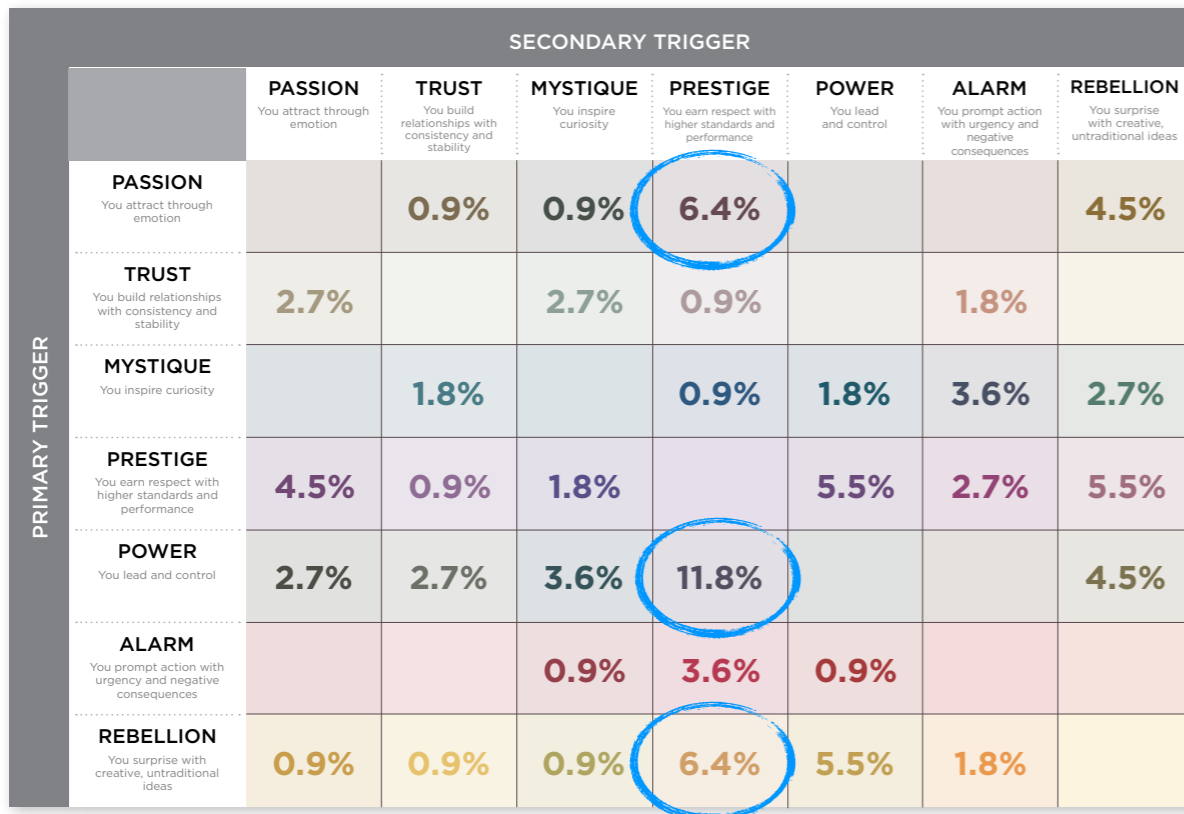 SECONDARY TRIGGER
PASSION
You attract through
emotion
TRUST
You build
relationships with
consistency and
stability
MYSTIQUE
You inspire
curiosity
PRESTIGE
You earn respect with
higher standards and
performance
POWER
You lead
and control
ALARM
You prompt action
with urgency and
negative
consequences
REBELLION
You surprise
with creative,
untraditional ideas
PRIMARY TRIGGER
PASSION
You attract through
emotion
0.9% 0.9% 6.4% 4.5%
TRUST
You build relationships
with consistency and
stability
2.7% 2.7% 0.9% 1.8%
MYSTIQUE
You inspire curiosity
1.8% 0.9% 1.8% 3.6% 2.7%
PRESTIGE
You earn respect with
higher standards and
performance
4.5% 0.9% 1.8% 5.5% 2.7% 5.5%
POWER
You lead and control
2.7% 2.7% 3.6% 11.8% 4.5%
ALARM
You prompt action with
urgency and negative
consequences
0.9% 3.6% 0.9%
REBELLION
You surprise with
creative, untraditional
ideas
0.9% 0.9% 0.9% 6.4% 5.5% 1.8%